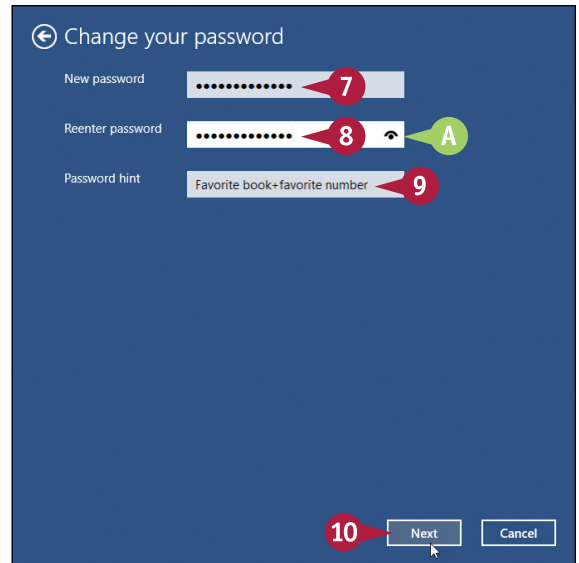 Change your password
New password ••••••••••••• 7
Reenter password ••••••••••••• 8 A
Password hint Favorite book+favorite number 9
10 Next Cancel